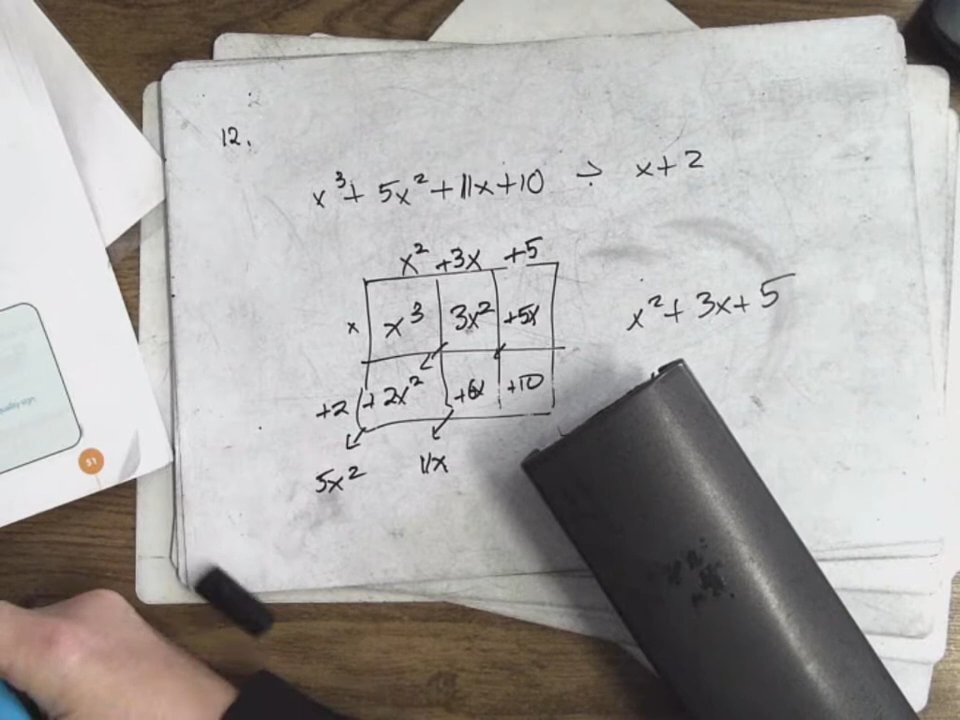 12.
x³ + 5x² + 11x + 10 ÷ x + 2
x² +3x +5
x x³ 3x² +5x
+2 +2x² +6x +10
5x² 11x
x² + 3x + 5
51